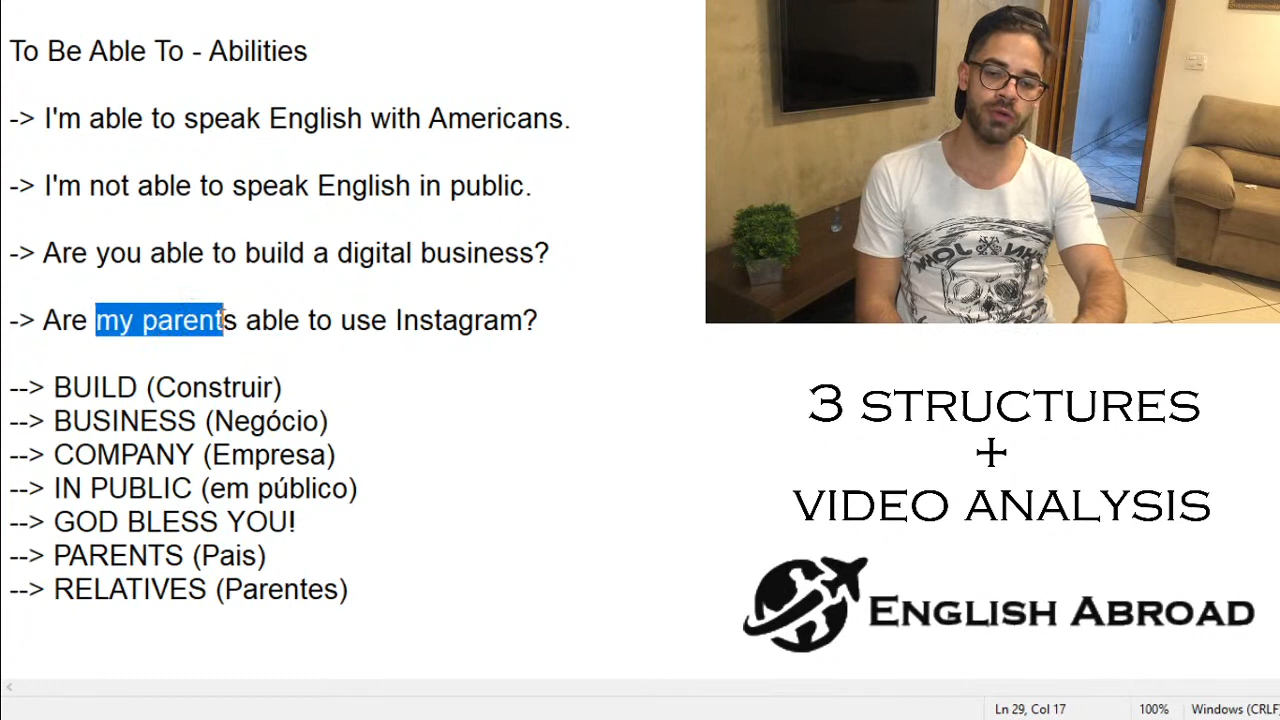 To Be Able To - Abilities
-> I'm able to speak English with Americans.
-> I'm not able to speak English in public.
-> Are you able to build a digital business?
-> Are my parents able to use Instagram?
--> BUILD (Construir)
--> BUSINESS (Negócio)
--> COMPANY (Empresa)
--> IN PUBLIC (em público)
--> GOD BLESS YOU!
--> PARENTS (Pais)
--> RELATIVES (Parentes)
3 STRUCTURES
+
VIDEO ANALYSIS
ENGLISH ABROAD
Ln 29, Col 17
100%
Windows (CRLF